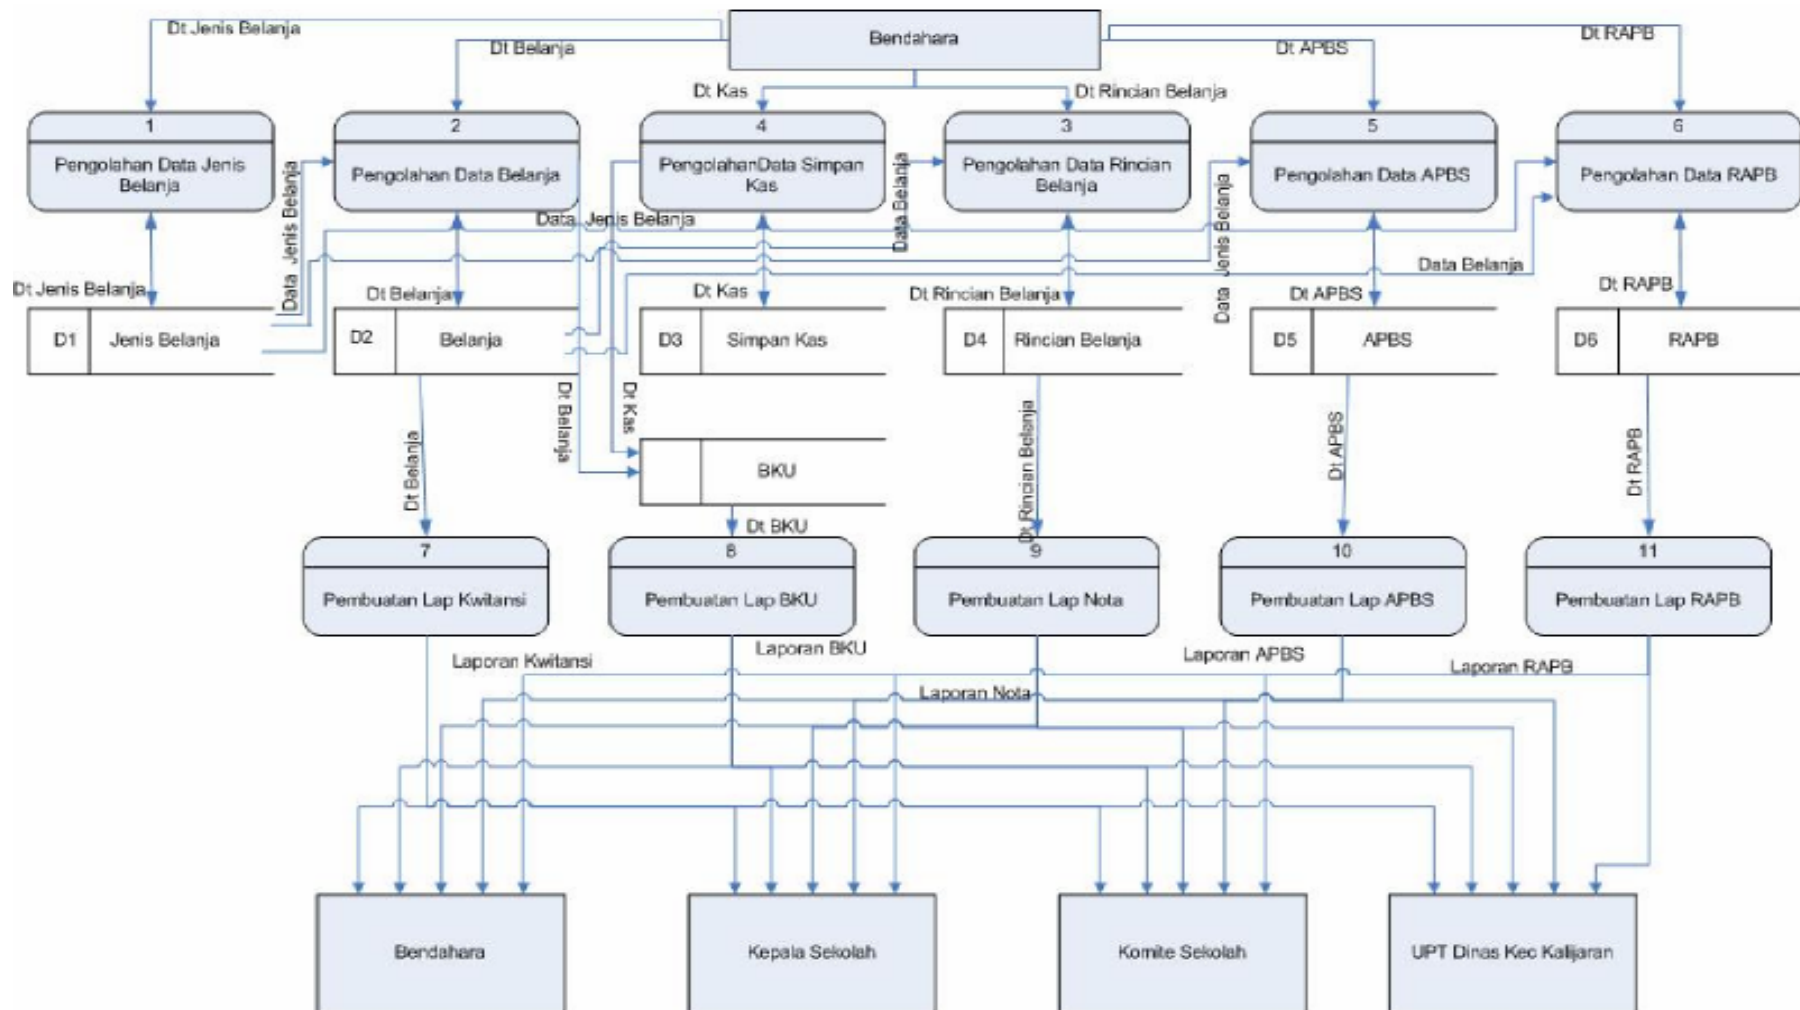 Bendahara
Dt Jenis Belanja
Dt Belanja
Dt APBS
Dt RAPB
Dt Kas
Dt Rincian Belanja
1
Pengolahan Data Jenis
Belanja
2
Pengolahan Data Belanja
4
PengolahanData Simpan
Kas
3
Pengolahan Data Rincian
Belanja
5
Pengolahan Data APBS
6
Pengolahan Data RAPB
Data Jenis Belanja
Data Jenis Belanja
Data Belanja
Data Jenis Belanja
Data Belanja
Dt Jenis Belanja
Dt Belanja
Dt Kas
Dt Rincian Belanja
Dt APBS
Dt RAPB
D1
Jenis Belanja
D2
Belanja
D3
Simpan Kas
D4
Rincian Belanja
D5
APBS
D6
RAPB
Dt Belanja
Dt Belanja
Dt Kas
Dt Rincian Belanja
Dt APBS
Dt RAPB
BKU
Dt BKU
7
Pembuatan Lap Kwitansi
8
Pembuatan Lap BKU
9
Pembuatan Lap Nota
10
Pembuatan Lap APBS
11
Pembuatan Lap RAPB
Laporan Kwitansi
Laporan BKU
Laporan Nota
Laporan APBS
Laporan RAPB
Bendahara
Kepala Sekolah
Komite Sekolah
UPT Dinas Kec Kalijaran